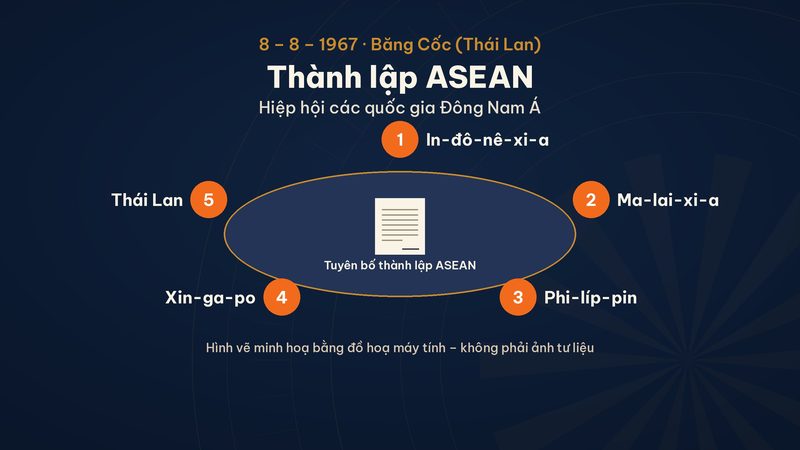 8 – 8 – 1967 · Băng Cốc (Thái Lan)
Thành lập ASEAN
Hiệp hội các quốc gia Đông Nam Á
1 In-đô-nê-xi-a
Thái Lan 5
2 Ma-lai-xi-a
Tuyên bố thành lập ASEAN
Xin-ga-po 4
3 Phi-líp-pin
Hình vẽ minh hoạ bằng đồ hoạ máy tính – không phải ảnh tư liệu